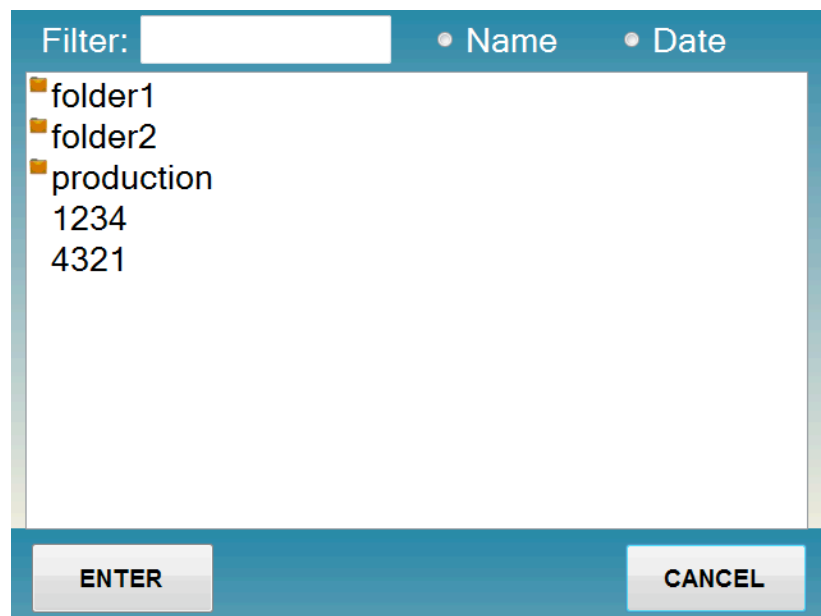 Filter: Name Date
folder1
folder2
production
1234
4321
ENTER CANCEL